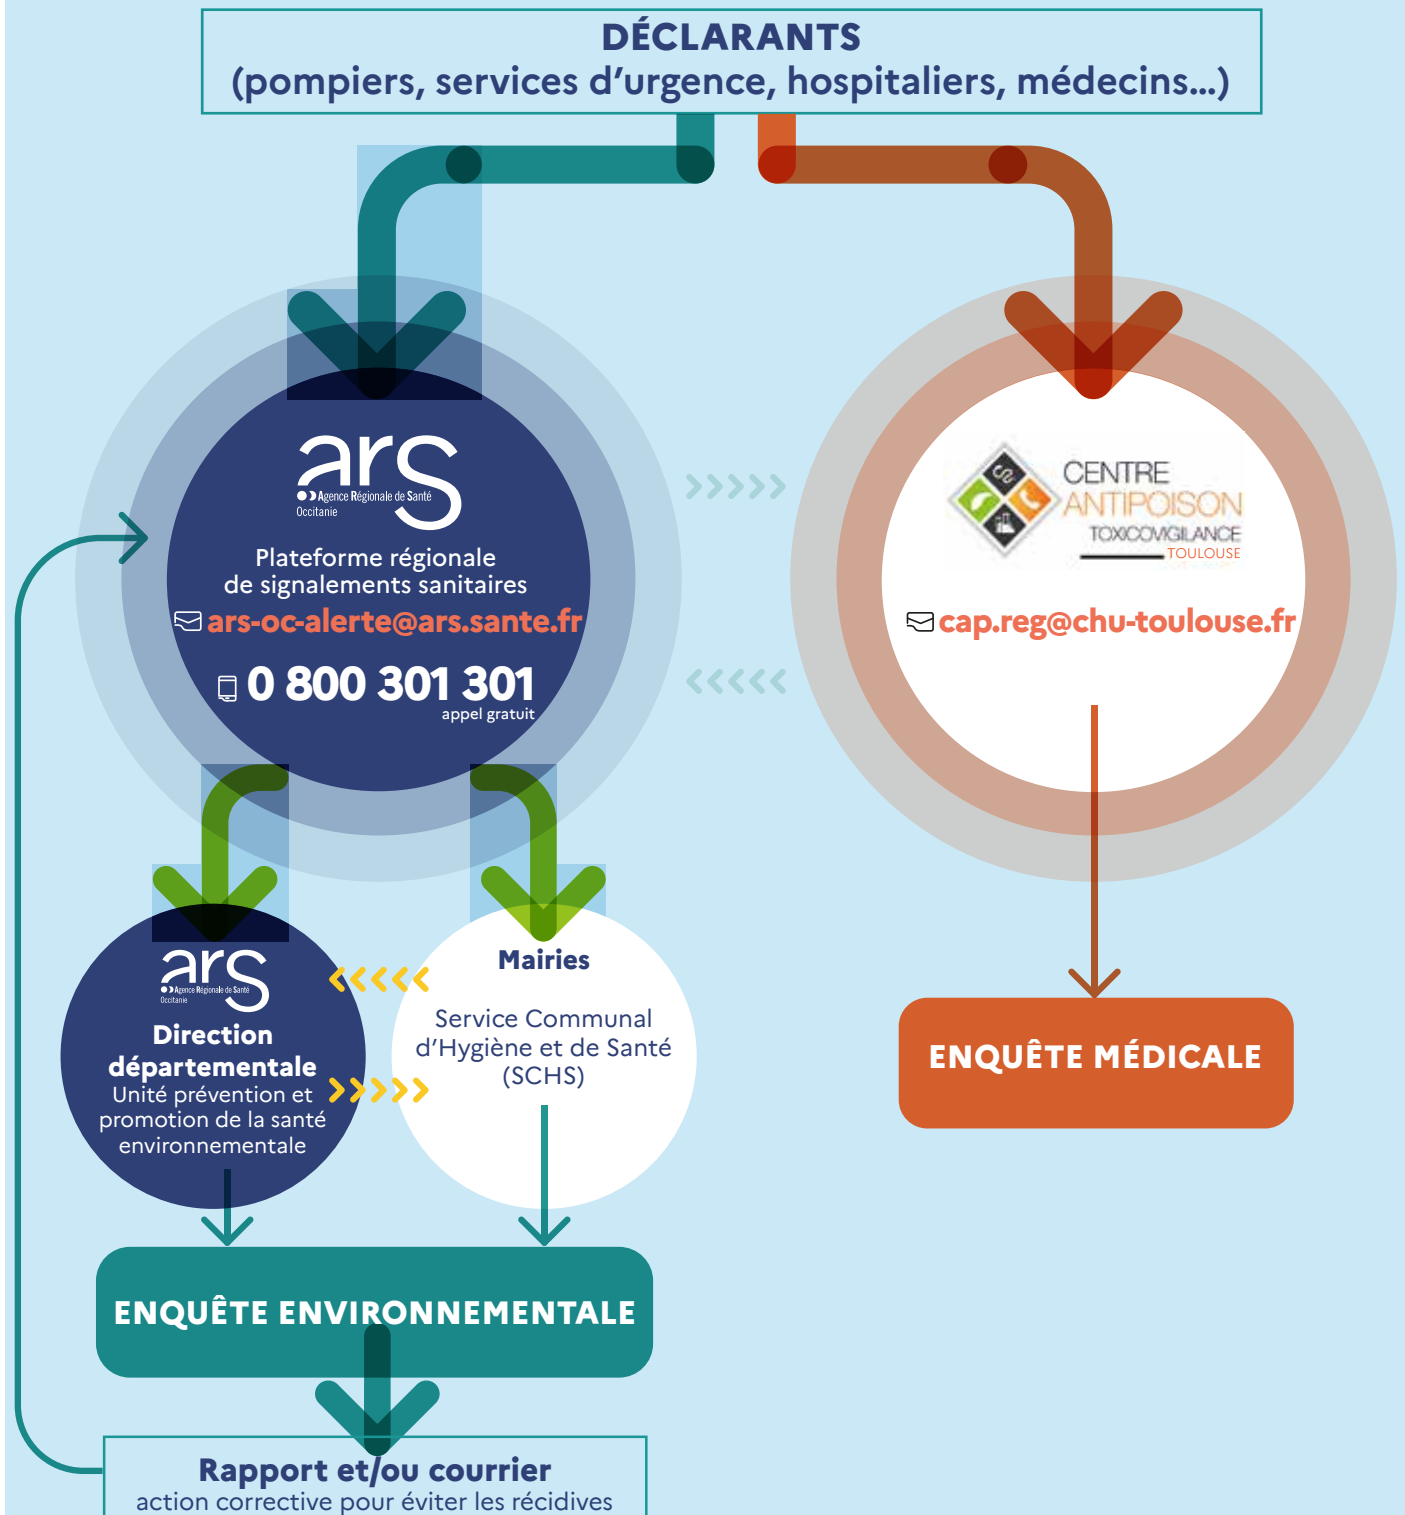 DÉCLARANTS
(pompiers, services d’urgence, hospitaliers, médecins...)
ars
Agence Régionale de Santé
Occitanie
Plateforme régionale
de signalements sanitaires
ars-oc-alerte@ars.sante.fr
0 800 301 301
appel gratuit
CENTRE
ANTIPOISON
TOXICOVIGILANCE
TOULOUSE
cap.reg@chu-toulouse.fr
ars
Agence Régionale de Santé
Occitanie
Direction
départementale
Unité prévention et
promotion de la santé
environnementale
Mairies
Service Communal
d’Hygiène et de Santé
(SCHS)
ENQUÊTE MÉDICALE
ENQUÊTE ENVIRONNEMENTALE
Rapport et/ou courrier
action corrective pour éviter les récidives